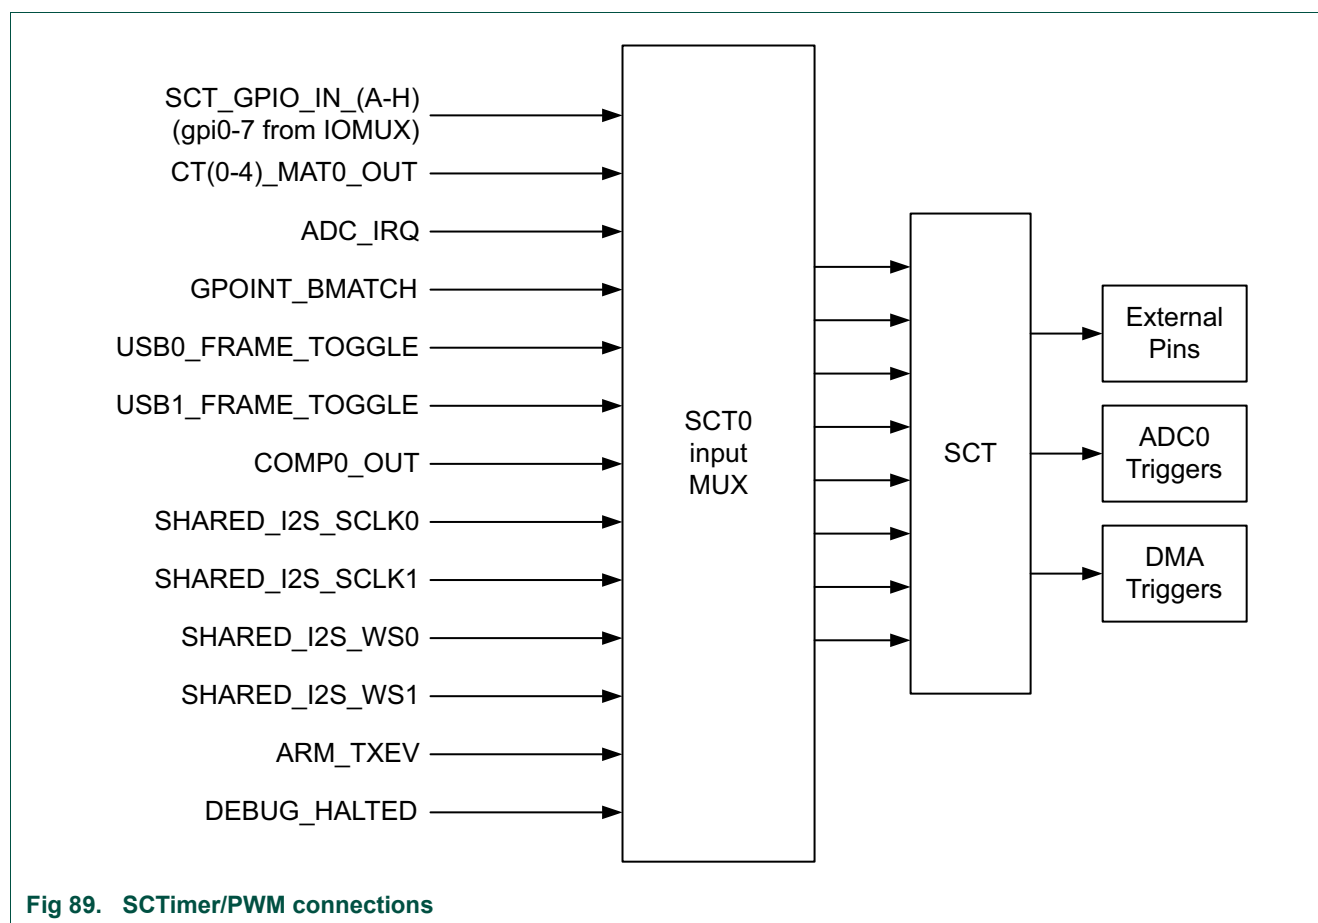 SCT_GPIO_IN_(A-H)
(gpi0-7 from IOMUX)
CT(0-4)_MAT0_OUT
ADC_IRQ
GPOINT_BMATCH
USB0_FRAME_TOGGLE
USB1_FRAME_TOGGLE
COMP0_OUT
SHARED_I2S_SCLK0
SHARED_I2S_SCLK1
SHARED_I2S_WS0
SHARED_I2S_WS1
ARM_TXEV
DEBUG_HALTED
SCT0
input
MUX
SCT
External
Pins
ADC0
Triggers
DMA
Triggers
Fig 89. SCTimer/PWM connections